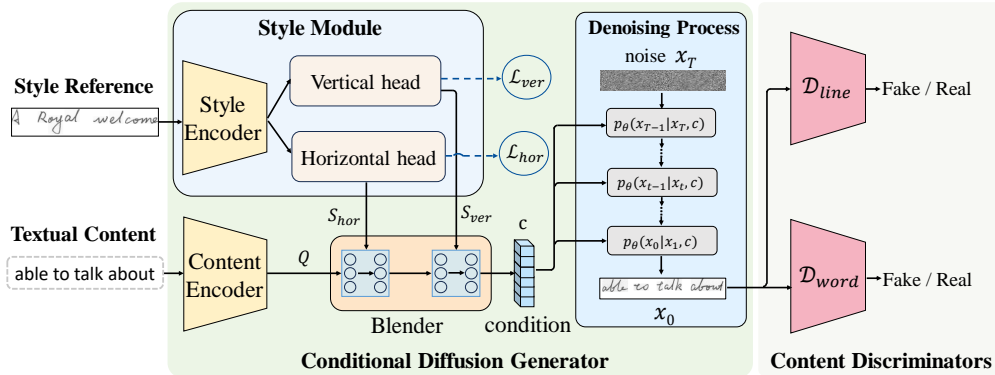 Style Module
Denoising Process
noise x_T
Style Reference
A Royal welcome
Style
Encoder
Vertical head
Horizontal head
ℒ_ver
ℒ_hor
p_θ(x_{T-1}|x_T, c)
p_θ(x_{t-1}|x_t, c)
p_θ(x_0|x_1, c)
able to talk about
x_0
S_hor
S_ver
Textual Content
able to talk about
Content
Encoder
Q
Blender
c
condition
Conditional Diffusion Generator
𝒟_line
Fake / Real
𝒟_word
Fake / Real
Content Discriminators